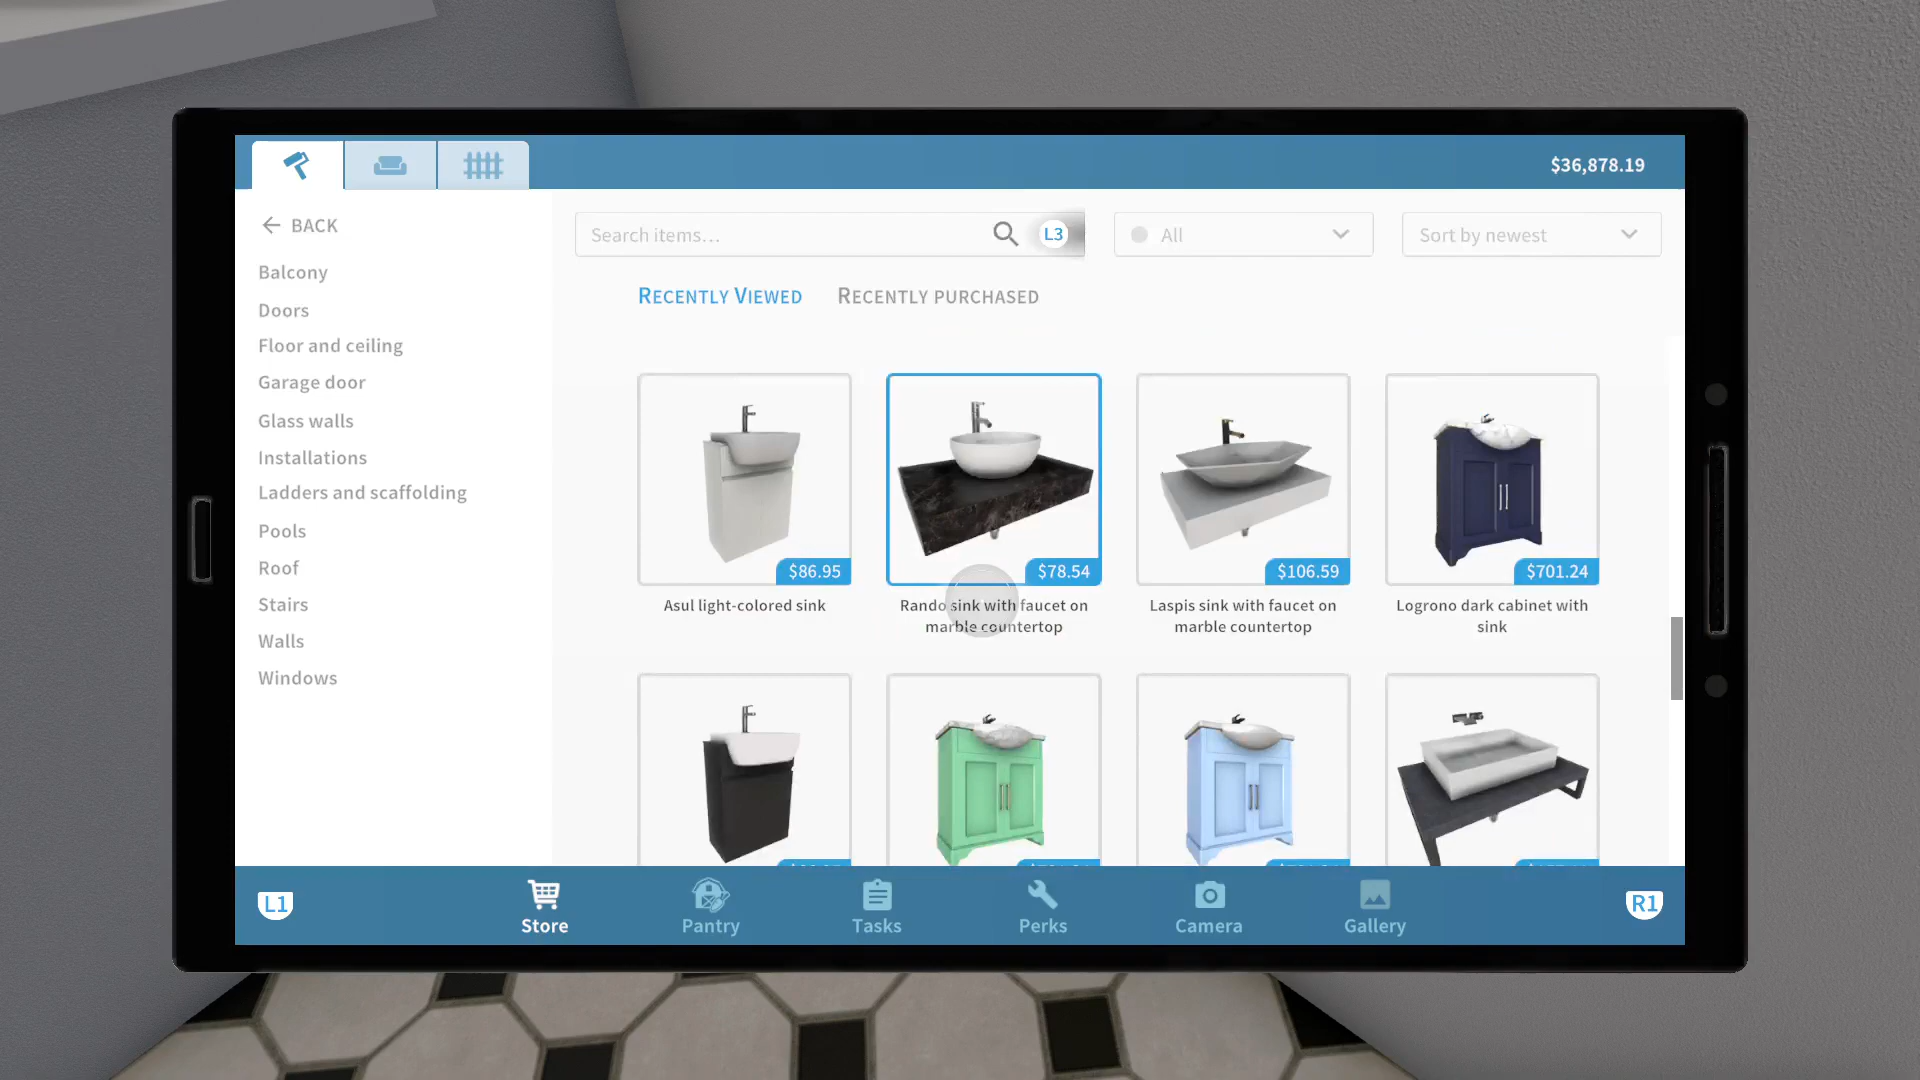 $36,878.19
BACK
Search items...
L3
All
Sort by newest
Balcony
Doors
Floor and ceiling
Garage door
Glass walls
Installations
Ladders and scaffolding
Pools
Roof
Stairs
Walls
Windows
RECENTLY VIEWED
RECENTLY PURCHASED
$86.95
$78.54
$106.59
$701.24
Asul light-colored sink
Rando sink with faucet on
marble countertop
Laspis sink with faucet on
marble countertop
Logrono dark cabinet with
sink
L1
Store
Pantry
Tasks
Perks
Camera
Gallery
R1